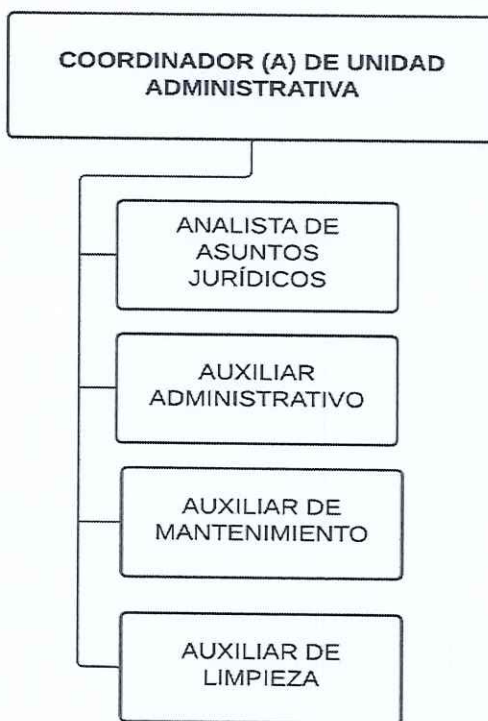 COORDINADOR (A) DE UNIDAD
ADMINISTRATIVA
ANALISTA DE
ASUNTOS
JURÍDICOS
AUXILIAR
ADMINISTRATIVO
AUXILIAR DE
MANTENIMIENTO
AUXILIAR DE
LIMPIEZA